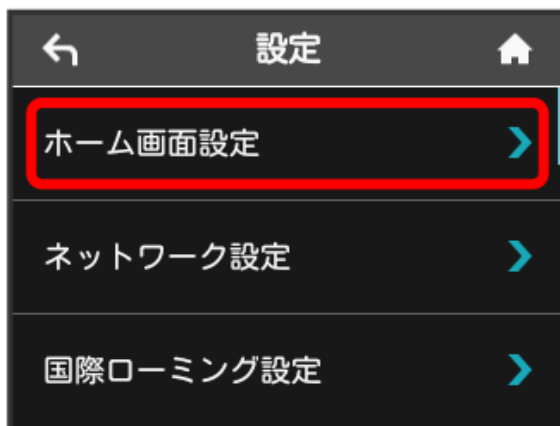 設定
ホーム画面設定
ネットワーク設定
国際ローミング設定